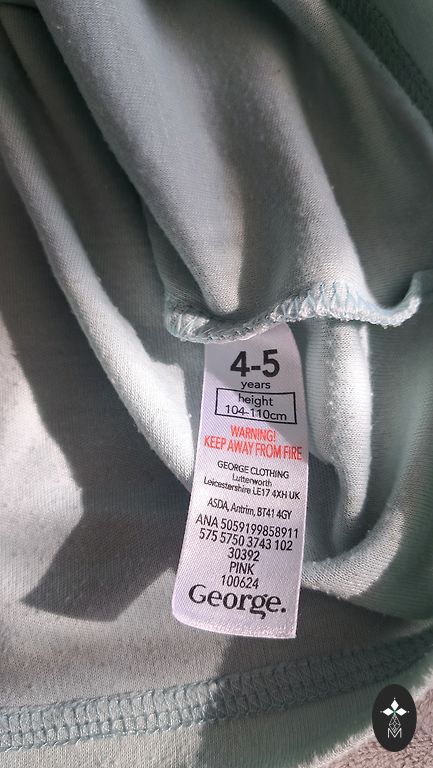 4-5
years
height
104-110cm
WARNING!
KEEP AWAY FROM FIRE
GEORGE CLOTHING
Lutterworth
Leicestershire LE17 4XH UK
ASDA, Antrim, BT41 4GY
ANA 5059199858911
575 5750 3743 102
30392
PINK
100624
George.
M